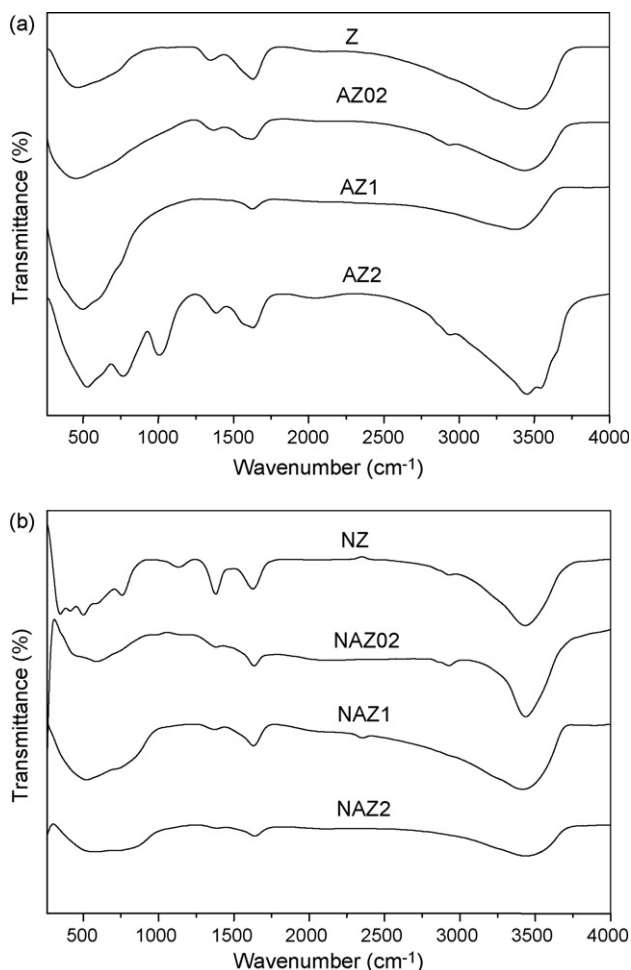 (a)
Z
AZ02
AZ1
AZ2
Transmittance (%)
500 1000 1500 2000 2500 3000 3500 4000
Wavenumber (cm⁻¹)
(b)
NZ
NAZ02
NAZ1
NAZ2
Transmittance (%)
500 1000 1500 2000 2500 3000 3500 4000
Wavenumber (cm⁻¹)